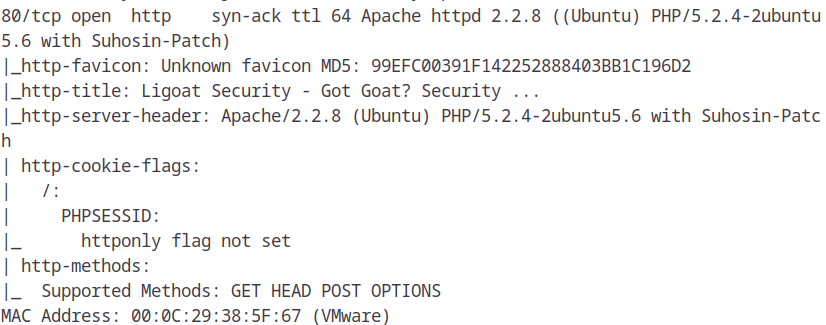 80/tcp open  http    syn-ack ttl 64 Apache httpd 2.2.8 ((Ubuntu) PHP/5.2.4-2ubuntu
5.6 with Suhosin-Patch)
|_http-favicon: Unknown favicon MD5: 99EFC00391F142252888403BB1C196D2
|_http-title: Ligoat Security - Got Goat? Security ...
|_http-server-header: Apache/2.2.8 (Ubuntu) PHP/5.2.4-2ubuntu5.6 with Suhosin-Patc
h
| http-cookie-flags:
|   /:
|     PHPSESSID:
|_      httponly flag not set
| http-methods:
|_  Supported Methods: GET HEAD POST OPTIONS
MAC Address: 00:0C:29:38:5F:67 (VMware)